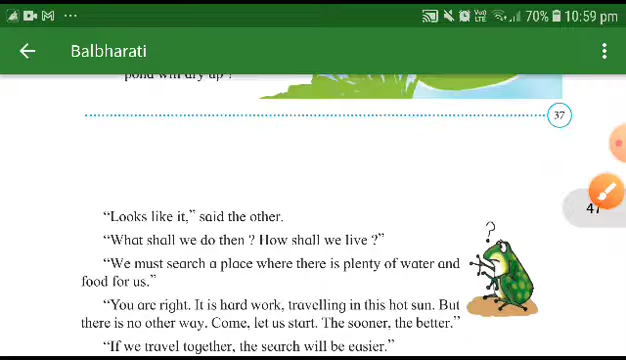 70% 10:59 pm
Balbharati
pond will dry up ?
37
"Looks like it," said the other.
"What shall we do then ? How shall we live ?"
?
"We must search a place where there is plenty of water and
food for us."
47
"You are right. It is hard work, travelling in this hot sun. But
there is no other way. Come, let us start. The sooner, the better."
"If we travel together, the search will be easier."